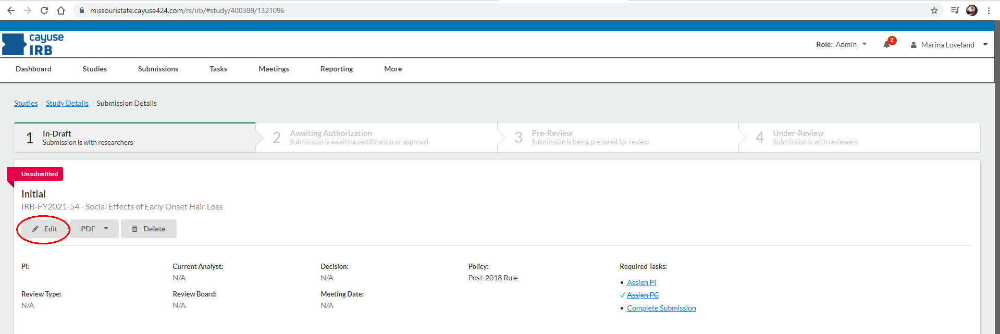 missouristate.cayuse424.com/rs/irb/#study/400388/1321096
cayuse
IRB
Role: Admin
2
Marina Loveland
Dashboard Studies Submissions Tasks Meetings Reporting More
Studies / Study Details / Submission Details
1 In-Draft
Submission is with researchers
2 Awaiting Authorization
Submission is awaiting certification or approval
3 Pre-Review
Submission is being prepared for review
4 Under-Review
Submission is with reviewers
Unsubmitted
Initial
IRB-FY2021-54 - Social Effects of Early Onset Hair Loss
Edit PDF Delete
PI:
Current Analyst:
N/A
Decision:
N/A
Policy:
Post-2018 Rule
Required Tasks:
• Assign PI
✓ Assign PC
• Complete Submission
Review Type:
N/A
Review Board:
N/A
Meeting Date:
N/A